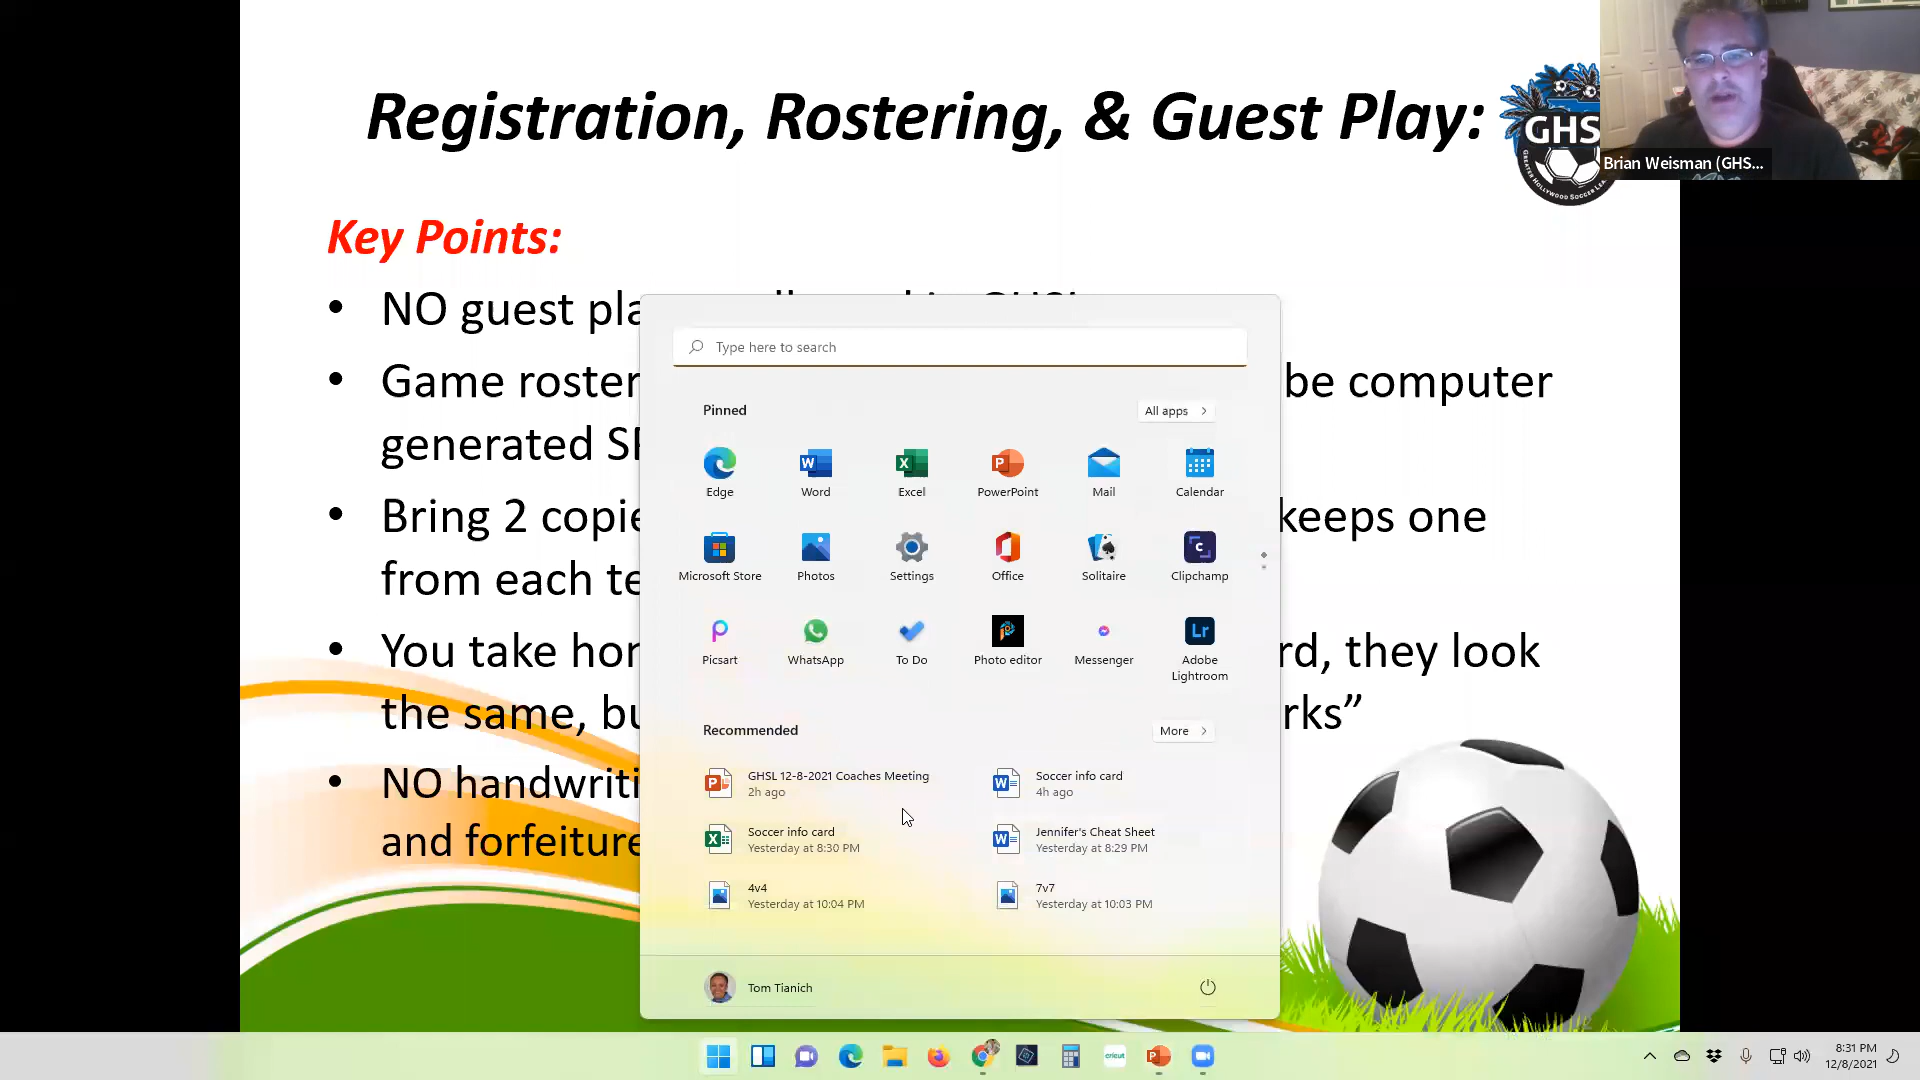 Registration, Rostering, & Guest Play:
GHS
GREATER HOLLYWOOD SOCCER LEA
Brian Weisman (GHS...
Key Points:
• NO guest pla
• Game roster be computer
generated SP
• Bring 2 copie keeps one
from each te
• You take hor rd, they look
the same, bu rks”
• NO handwriti
and forfeiture
Type here to search
Pinned
All apps >
Edge Word Excel PowerPoint Mail Calendar
Microsoft Store Photos Settings Office Solitaire Clipchamp
Picsart WhatsApp To Do Photo editor Messenger Adobe
Lightroom
Recommended
More >
GHSL 12-8-2021 Coaches Meeting
2h ago
Soccer info card
4h ago
Soccer info card
Yesterday at 8:30 PM
Jennifer's Cheat Sheet
Yesterday at 8:29 PM
4v4
Yesterday at 10:04 PM
7v7
Yesterday at 10:03 PM
Tom Tianich
cricut
8:31 PM
12/8/2021